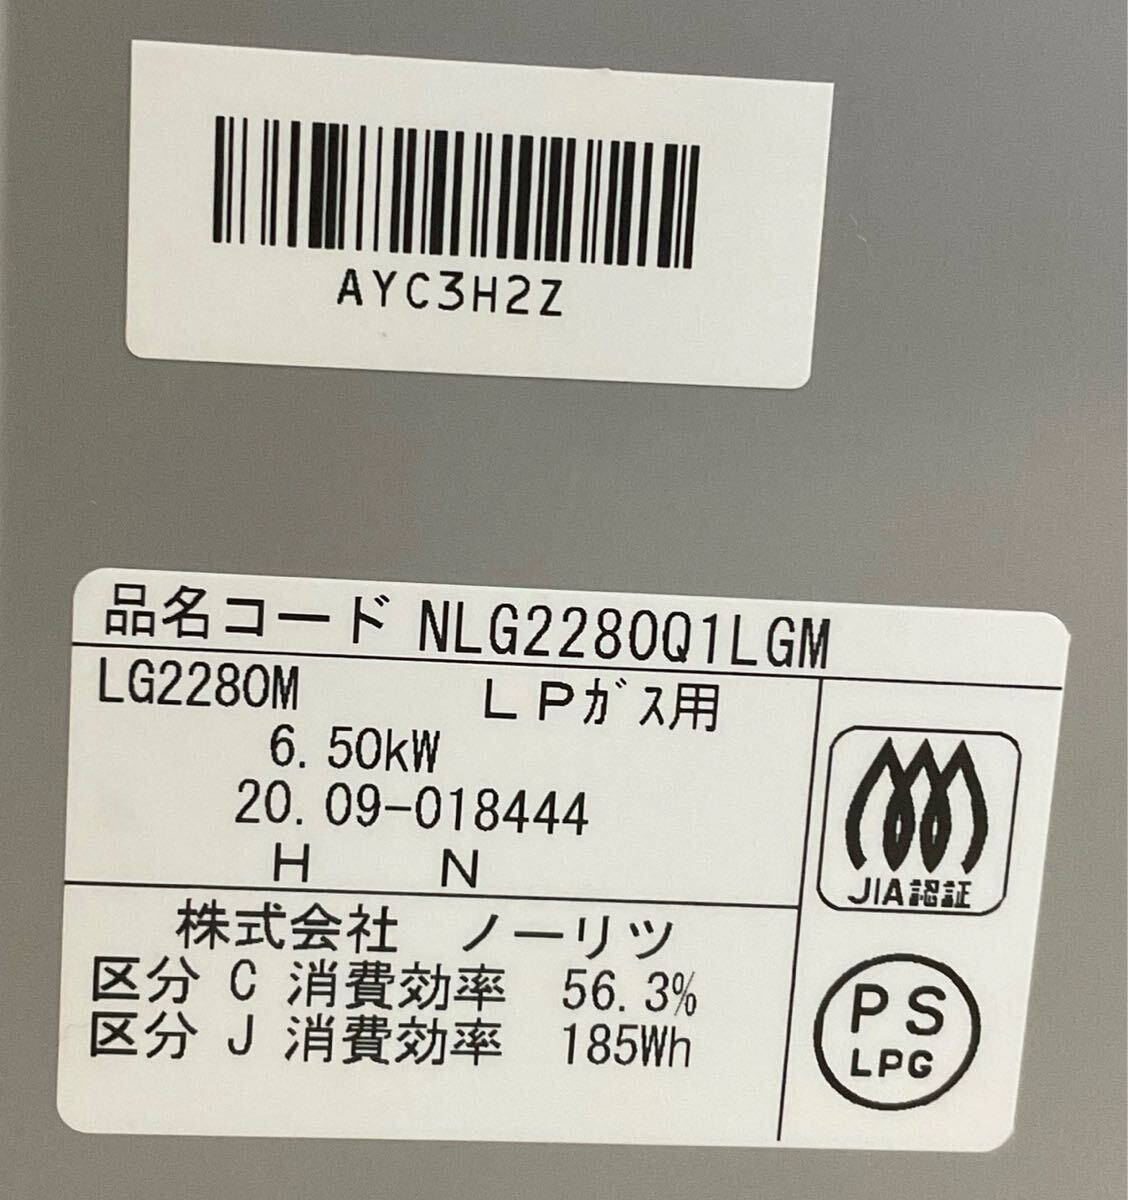 AYC3H2Z
品名コード NLG2280Q1LGM
LG2280M LPガス用
6.50kW
20.09-018444
H N
株式会社 ノーリツ
区分 C 消費効率 56.3%
区分 J 消費効率 185Wh
JIA認証
PS
LPG